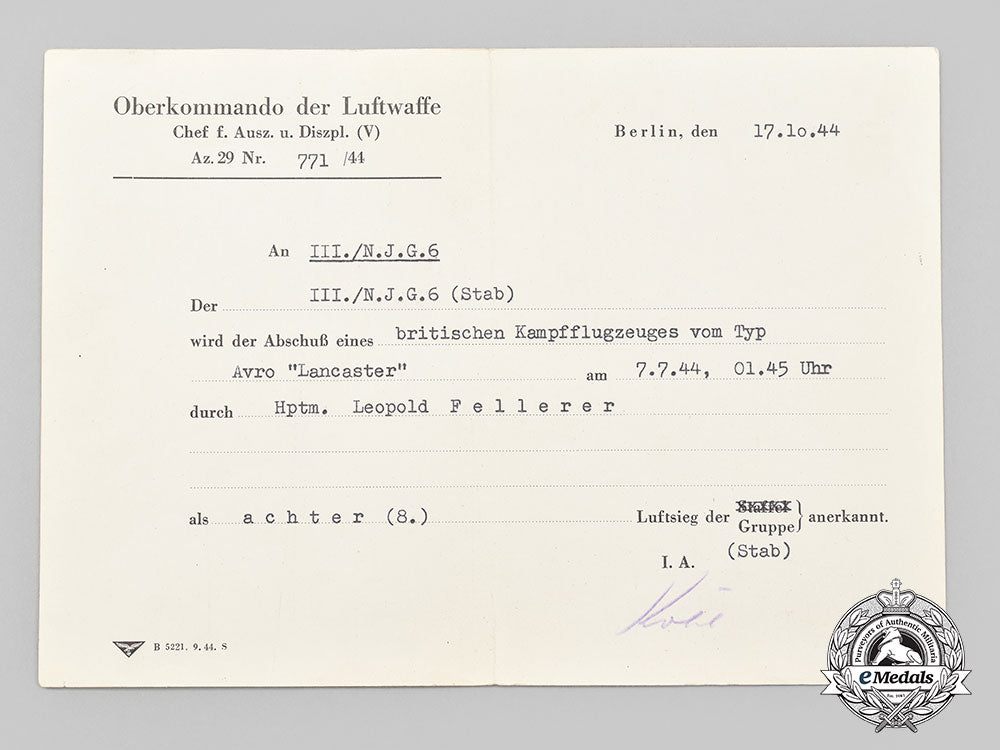 Oberkommando der Luftwaffe
Chef f. Ausz. u. Diszpl. (V)
Az. 29 Nr. 771 /44
Berlin, den 17.10.44
An III./N.J.G.6
Der III./N.J.G.6 (Stab)
wird der Abschuß eines britischen Kampfflugzeuges vom Typ
Avro "Lancaster" am 7.7.44, 01.45 Uhr
durch Hptm. Leopold F e l l e r e r
als a c h t e r (8.) Luftsieg der Staffel
Gruppe } anerkannt.
(Stab)
I. A.
B 5221. 9. 44. S
Purveyors of Authentic Militaria
eMedals